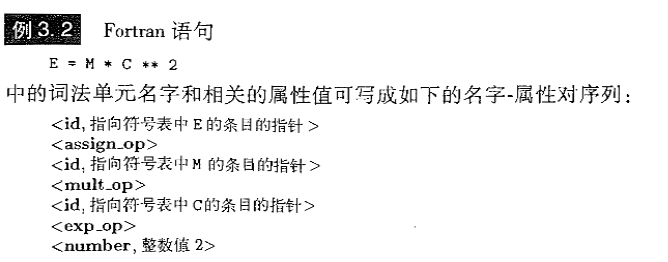 例 3.2 Fortran 语句
E = M * C ** 2
中的词法单元名字和相关的属性值可写成如下的名字-属性对序列：
<id, 指向符号表中 E 的条目的指针>
<assign_op>
<id, 指向符号表中 M 的条目的指针>
<mult_op>
<id, 指向符号表中 C的条目的指针>
<exp_op>
<number, 整数值 2>